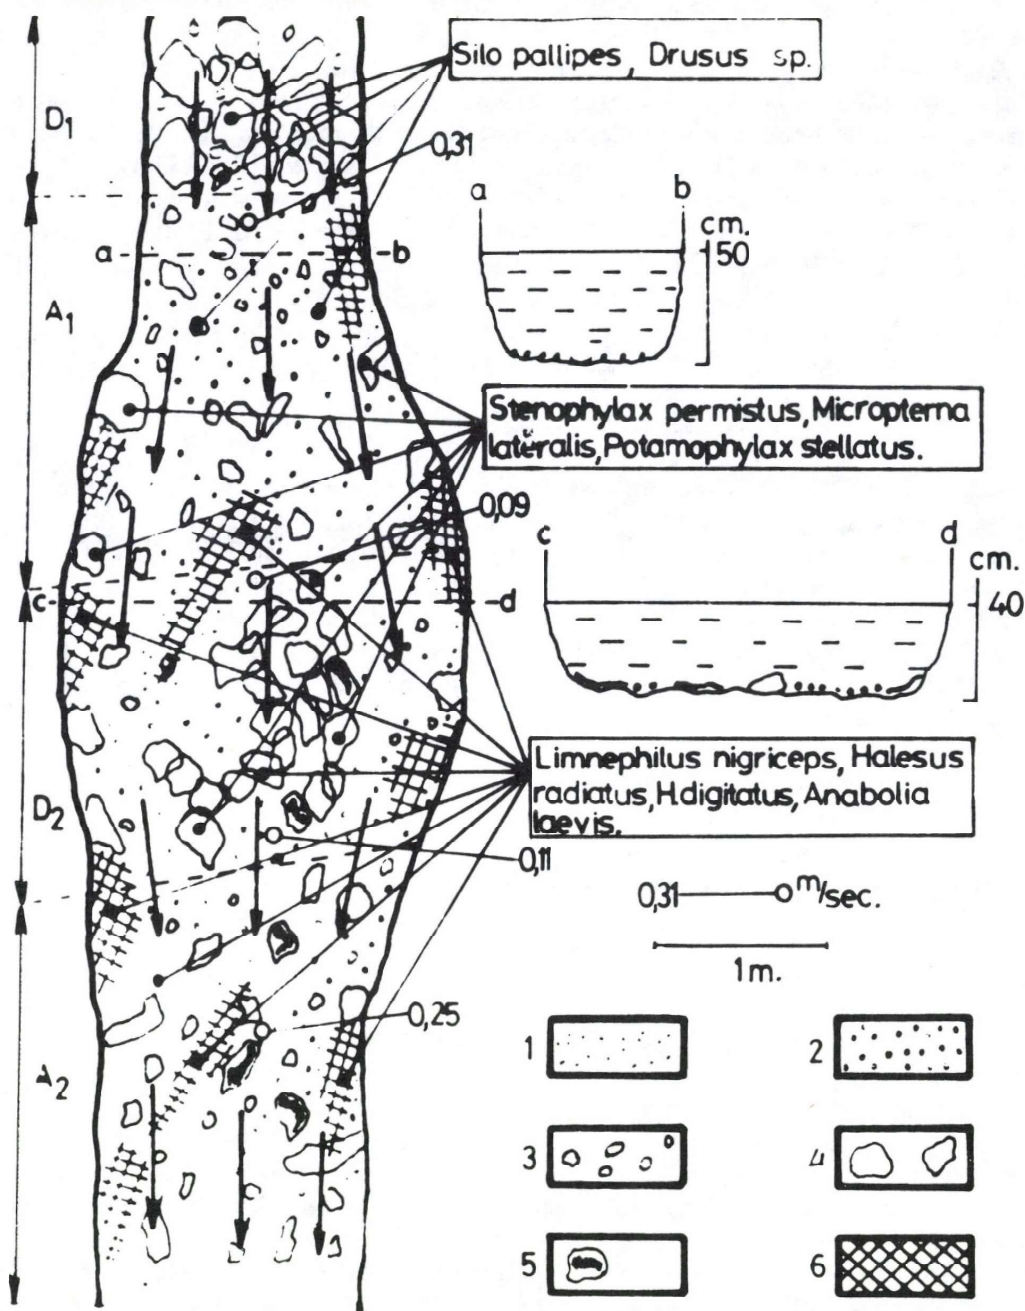 Silo pallipes, Drusus sp.
D1
0,31
a b
cm.
50
a b
A1
Stenophylax permistus, Micropterna
lateralis, Potamophylax stellatus.
0,09
c d
cm.
c d
40
Limnephilus nigriceps, Halesus
radiatus, H.digitatus, Anabolia
laevis.
D2
0,11
0,31 m/sec.
1m.
0,25
1 2
A2
3 4
5 6